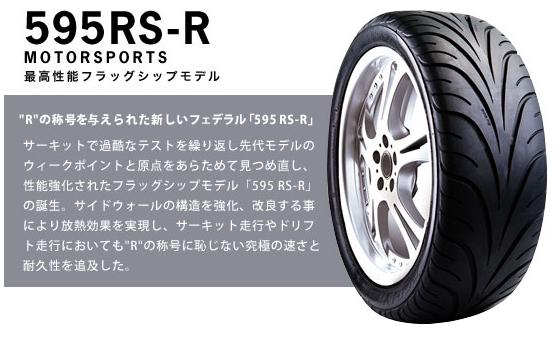 595RS-R
MOTORSPORTS
最高性能フラッグシップモデル
"R"の称号を与えられた新しいフェデラル「595 RS-R」
サーキットで過酷なテストを繰り返し先代モデルの
ウィークポイントと原点をあらためて見つめ直し、
性能強化されたフラッグシップモデル「595 RS-R」
の誕生。サイドウォールの構造を強化、改良する事
により放熱効果を実現し、サーキット走行やドリフ
ト走行においても"R"の称号に恥じない究極の速さと
耐久性を追及した。